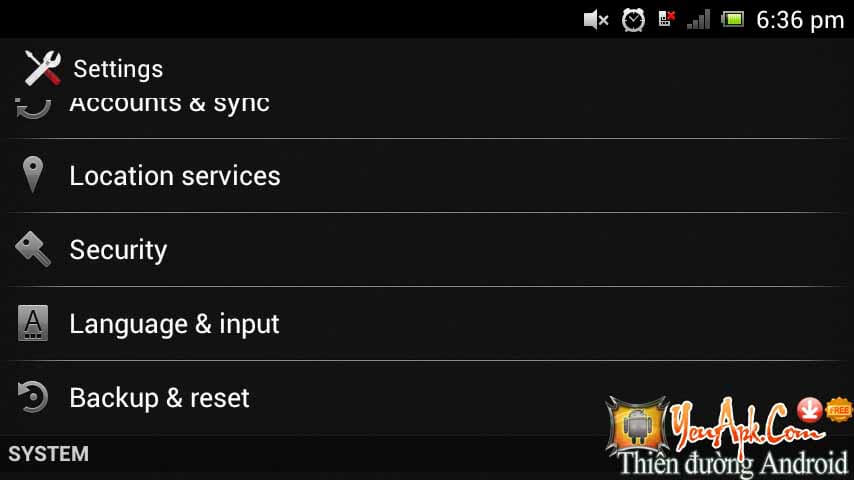 6:36 pm
Settings
Accounts & sync
Location services
Security
Language & input
A
Backup & reset
SYSTEM
YeuApk.Com
FREE
Thiên đường Android